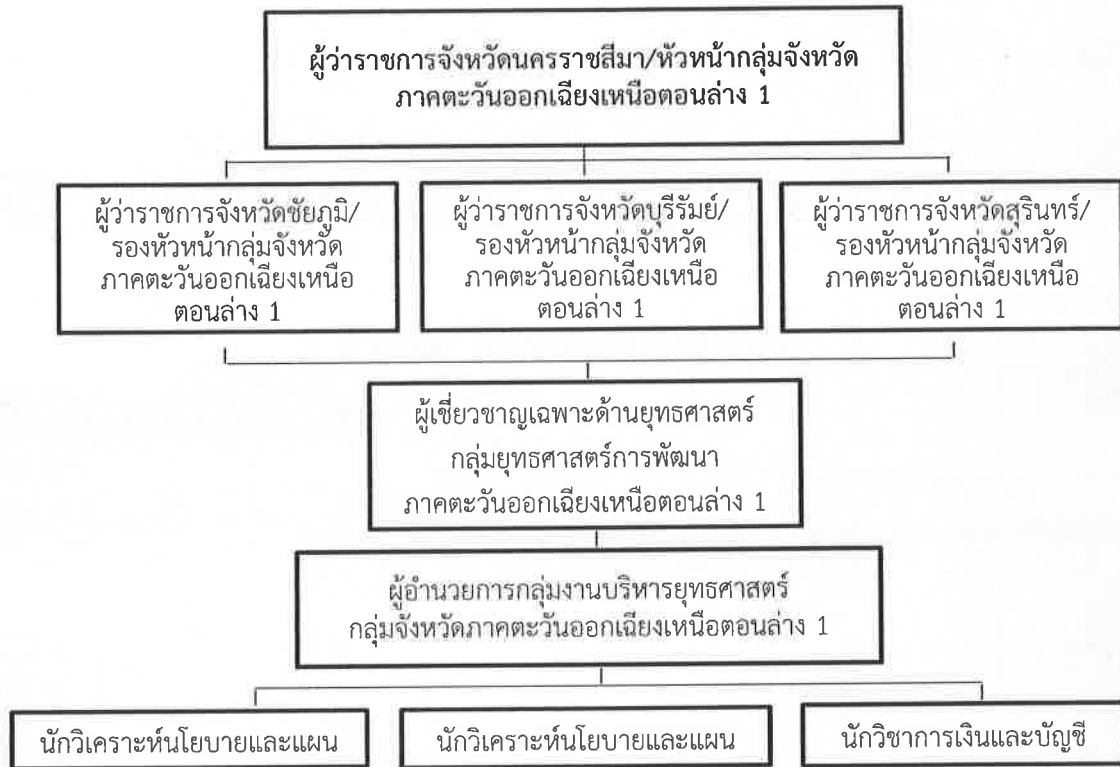 ผู้ว่าราชการจังหวัดนครราชสีมา/หัวหน้ากลุ่มจังหวัด
ภาคตะวันออกเฉียงเหนือตอนล่าง 1
ผู้ว่าราชการจังหวัดชัยภูมิ/
รองหัวหน้ากลุ่มจังหวัด
ภาคตะวันออกเฉียงเหนือ
ตอนล่าง 1
ผู้ว่าราชการจังหวัดบุรีรัมย์/
รองหัวหน้ากลุ่มจังหวัด
ภาคตะวันออกเฉียงเหนือ
ตอนล่าง 1
ผู้ว่าราชการจังหวัดสุรินทร์/
รองหัวหน้ากลุ่มจังหวัด
ภาคตะวันออกเฉียงเหนือ
ตอนล่าง 1
ผู้เชี่ยวชาญเฉพาะด้านยุทธศาสตร์
กลุ่มยุทธศาสตร์การพัฒนา
ภาคตะวันออกเฉียงเหนือตอนล่าง 1
ผู้อำนวยการกลุ่มงานบริหารยุทธศาสตร์
กลุ่มจังหวัดภาคตะวันออกเฉียงเหนือตอนล่าง 1
นักวิเคราะห์นโยบายและแผน
นักวิเคราะห์นโยบายและแผน
นักวิชาการเงินและบัญชี